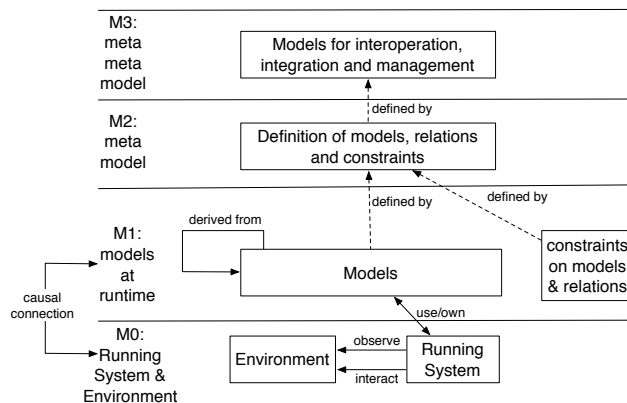 M3:
meta
meta
model
Models for interoperation,
integration and management
defined by
M2:
meta
model
Definition of models, relations
and constraints
defined by
defined by
derived from
M1:
models
at
runtime
Models
constraints
on models
& relations
causal
connection
use/own
M0:
Running
System &
Environment
Environment
observe
interact
Running
System